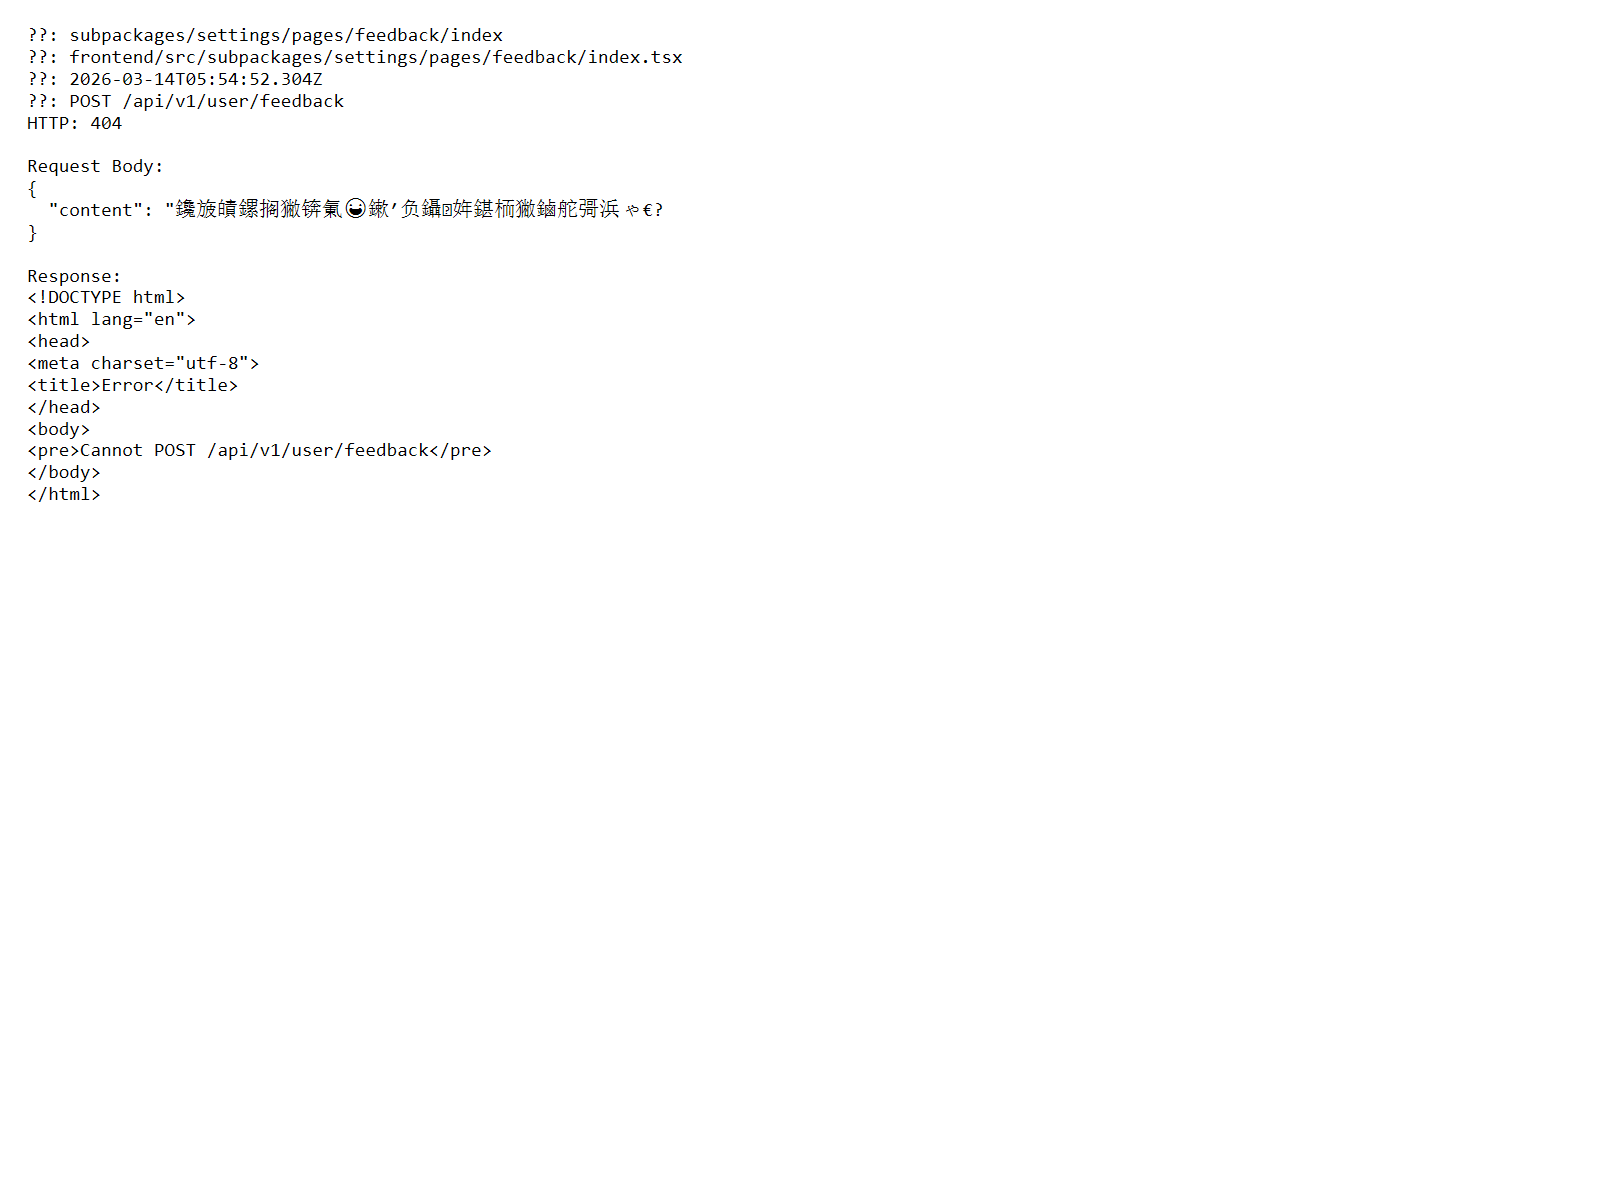 ??: subpackages/settings/pages/feedback/index
??: frontend/src/subpackages/settings/pages/feedback/index.tsx
??: 2026-03-14T05:54:52.304Z
??: POST /api/v1/user/feedback
HTTP: 404
Request Body:
{
"content": "
}
Response:
<!DOCTYPE html>
<html lang="en">
<head>
<meta charset="utf-8">
<title>Error</title>
</head>
<body>
<pre>Cannot POST /api/v1/user/feedback</pre>
</body>
</html>